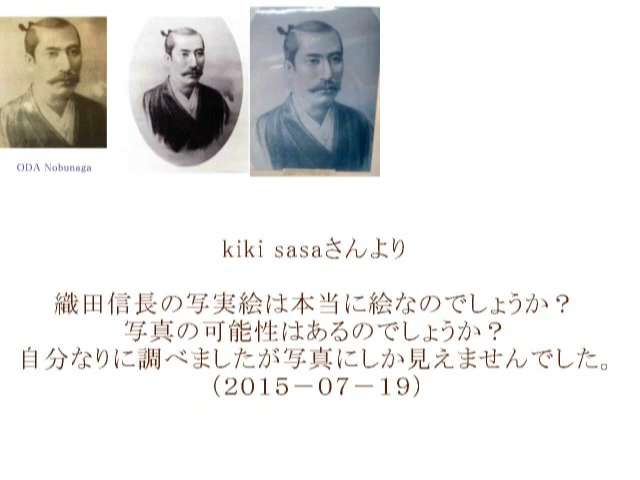 ODA Nobunaga
kiki sasaさんより
織田信長の写実絵は本当に絵なのでしょうか？
写真の可能性はあるのでしょうか？
自分なりに調べましたが写真にしか見えませんでした。
（2015－07－19）